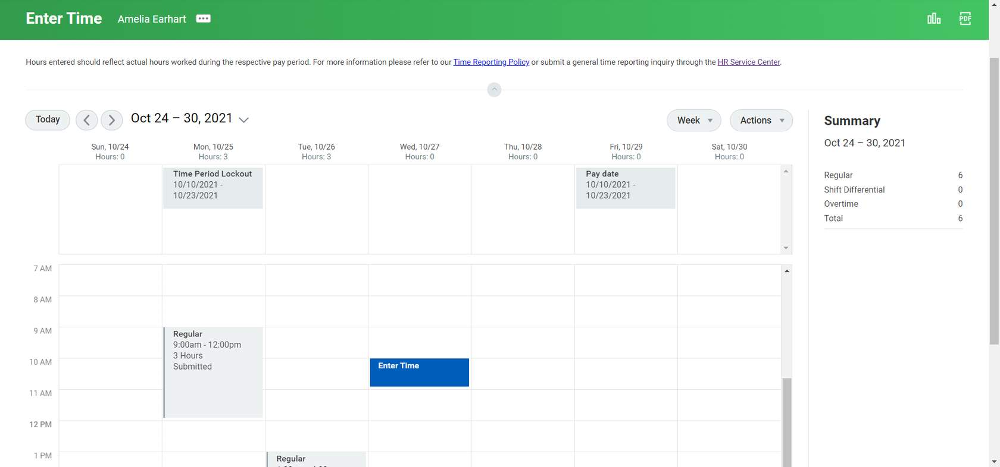 Enter Time Amelia Earhart
PDF
Hours entered should reflect actual hours worked during the respective pay period. For more information please refer to our Time Reporting Policy or submit a general time reporting inquiry through the HR Service Center.
Today Oct 24 – 30, 2021 Week Actions
Sun, 10/24
Hours: 0
Mon, 10/25
Hours: 3
Tue, 10/26
Hours: 3
Wed, 10/27
Hours: 0
Thu, 10/28
Hours: 0
Fri, 10/29
Hours: 0
Sat, 10/30
Hours: 0
Time Period Lockout
10/10/2021 -
10/23/2021
Pay date
10/10/2021 -
10/23/2021
7 AM
8 AM
9 AM
10 AM
11 AM
12 PM
1 PM
Regular
9:00am - 12:00pm
3 Hours
Submitted
Enter Time
Regular
Summary
Oct 24 – 30, 2021
Regular 6
Shift Differential 0
Overtime 0
Total 6